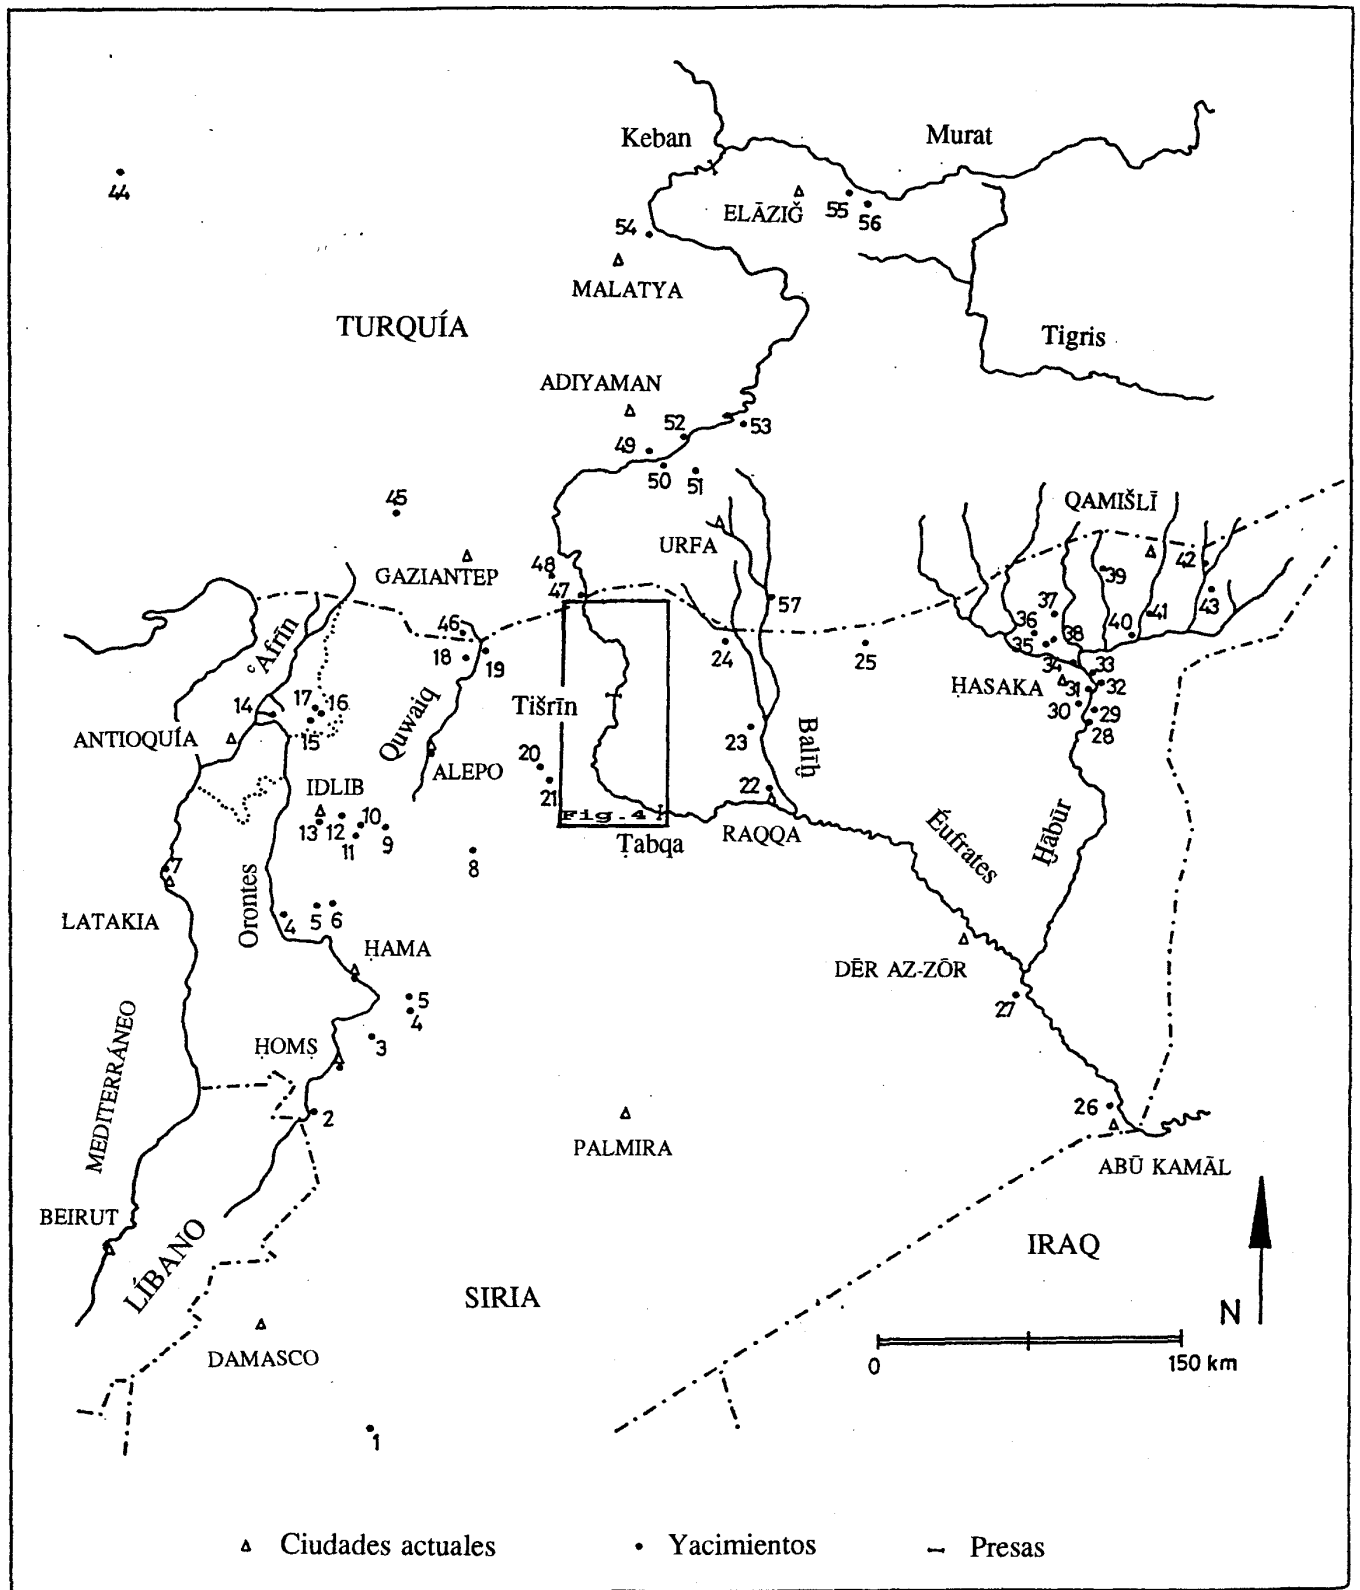 Keban
Murat
44
ELĀZIĞ
55
56
54
MALATYA
TURQUÍA
Tigris
ADIYAMAN
52
53
49
50
51
45
QAMIŠLĪ
URFA
42
48
GAZIANTEP
39
47
57
37
43
46
36
40
41
ᶜAfrīn
38
18
19
35
24
25
34
33
ḤASAKA
31
32
17
16
14
Tišrīn
30
29
15
Quwaiq
28
ANTIOQUÍA
23
Balīḫ
20
ALEPO
IDLIB
21
22
10
Fig. 4
13
12
RAQQA
11
9
Ṭabqa
Éufrates
Ḫābūr
8
7
Orontes
LATAKIA
4
5
6
ḤAMA
DĒR AZ-ZŌR
5
27
4
MEDITERRÁNEO
ḤOMṢ
3
2
26
PALMIRA
ABŪ KAMĀL
BEIRUT
LÍBANO
IRAQ
SIRIA
N
DAMASCO
0
150 km
1
Ciudades actuales
Yacimientos
Presas